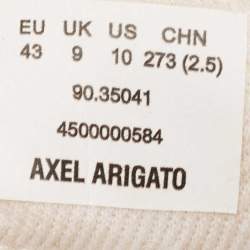 EU UK US CHN
43 9 10 273 (2.5)
90.35041
4500000584
AXEL ARIGATO